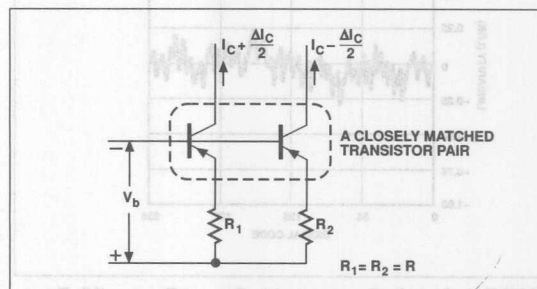 I_C + ΔI_C/2
I_C − ΔI_C/2
A CLOSELY MATCHED
TRANSISTOR PAIR
−
V_b
R_1
R_2
+
R_1 = R_2 = R